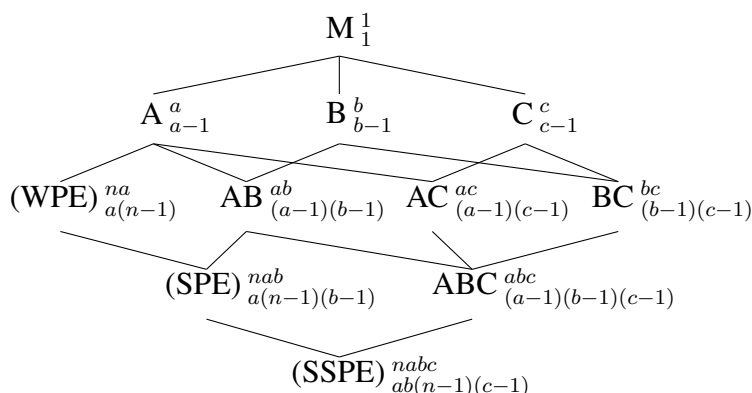 M 1 1
A a a−1 B b b−1 C c c−1
(WPE) na a(n−1) AB ab (a−1)(b−1) AC ac (a−1)(c−1) BC bc (b−1)(c−1)
(SPE) nab a(n−1)(b−1) ABC abc (a−1)(b−1)(c−1)
(SSPE) nabc ab(n−1)(c−1)